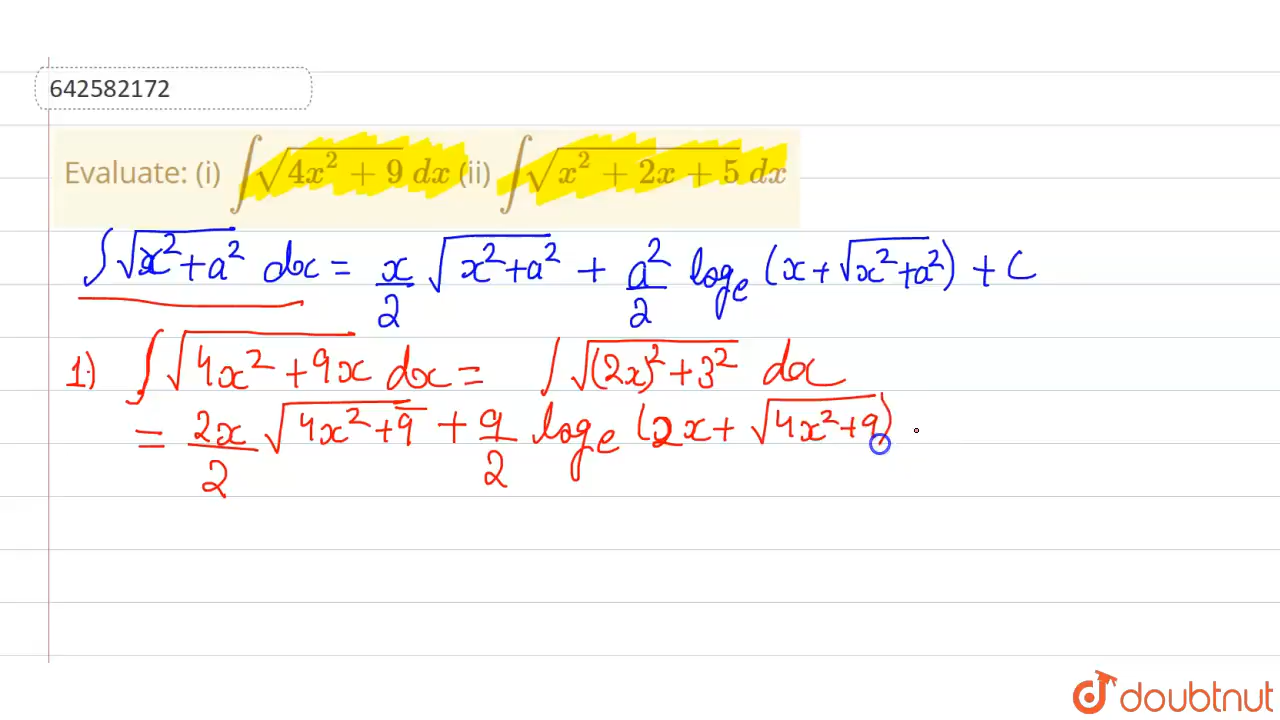 642582172
Evaluate: (i) ∫√(4x² + 9) dx (ii) ∫√(x² + 2x + 5) dx
∫√(x²+a²) dx = x/2 √(x²+a²) + a²/2 logₑ (x+√(x²+a²)) + C
1.) ∫√(4x²+9x) dx = ∫√((2x)²+3²) dx
= 2x/2 √(4x²+9) + 9/2 logₑ (2x+√(4x²+9))
doubtnut